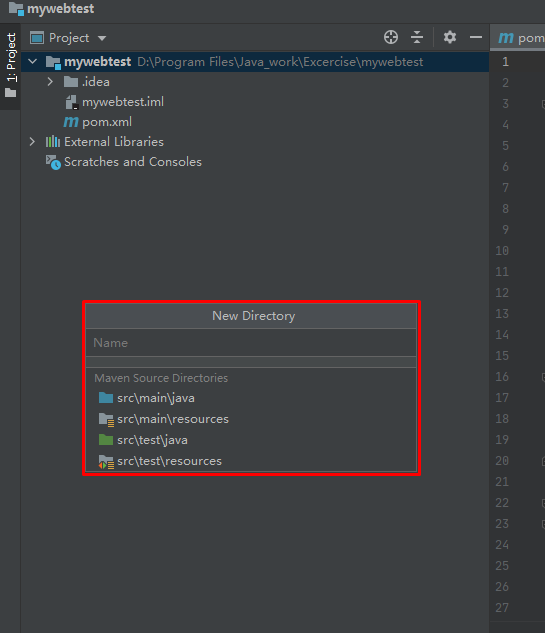 mywebtest
1: Project
Project
mywebtest D:\Program Files\Java_work\Excercise\mywebtest
.idea
mywebtest.iml
m pom.xml
External Libraries
Scratches and Consoles
New Directory
Name
Maven Source Directories
src\main\java
src\main\resources
src\test\java
src\test\resources
m pom
1
2
3
4
5
6
7
8
9
10
11
12
13
14
15
16
17
18
19
20
21
22
23
24
25
26
27